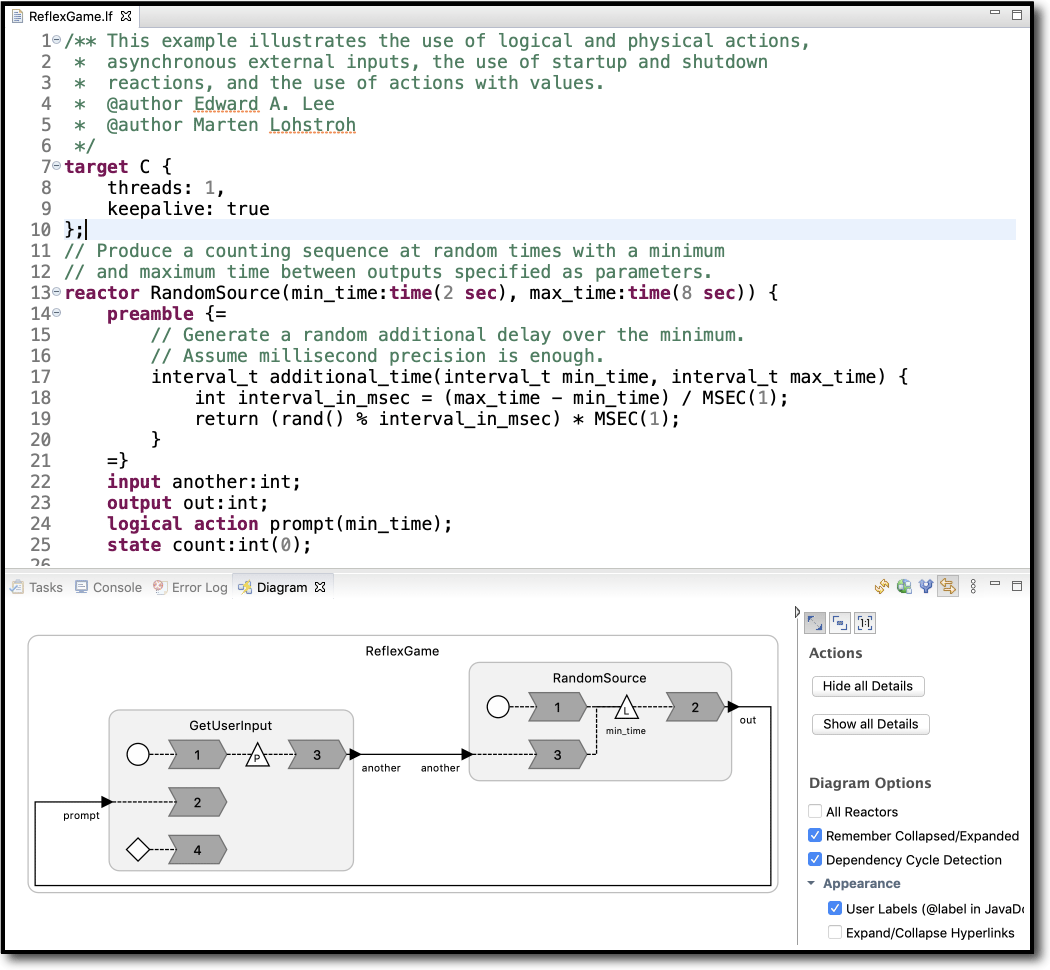 ReflexGame.lf
1 /** This example illustrates the use of logical and physical actions,
2  *  asynchronous external inputs, the use of startup and shutdown
3  *  reactions, and the use of actions with values.
4  *  @author Edward A. Lee
5  *  @author Marten Lohstroh
6  */
7 target C {
8     threads: 1,
9     keepalive: true
10 };
11 // Produce a counting sequence at random times with a minimum
12 // and maximum time between outputs specified as parameters.
13 reactor RandomSource(min_time:time(2 sec), max_time:time(8 sec)) {
14     preamble {=
15         // Generate a random additional delay over the minimum.
16         // Assume millisecond precision is enough.
17         interval_t additional_time(interval_t min_time, interval_t max_time) {
18             int interval_in_msec = (max_time - min_time) / MSEC(1);
19             return (rand() % interval_in_msec) * MSEC(1);
20         }
21     =}
22     input another:int;
23     output out:int;
24     logical action prompt(min_time);
25     state count:int(0);
26
Tasks Console Error Log Diagram
ReflexGame
RandomSource
1 L 2
min_time
out
3
GetUserInput
1 P 3
another another
2
prompt
4
Actions
Hide all Details
Show all Details
Diagram Options
All Reactors
Remember Collapsed/Expanded
Dependency Cycle Detection
Appearance
User Labels (@label in JavaDo
Expand/Collapse Hyperlinks